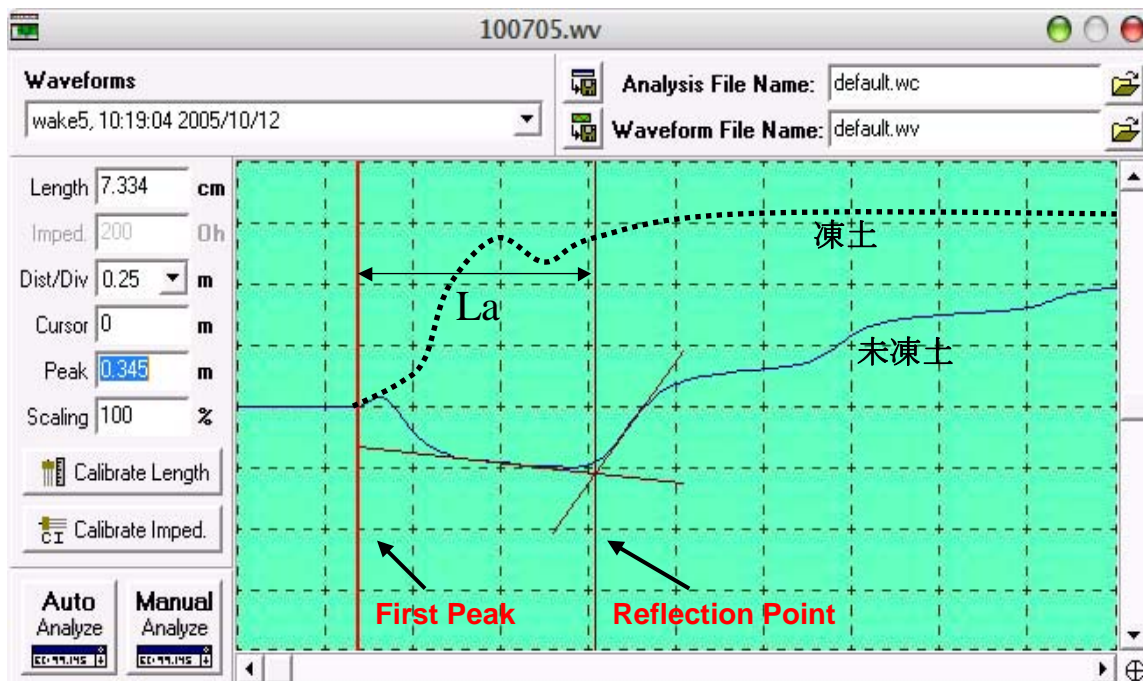 100705.wv
Waveforms
wake5, 10:19:04 2005/10/12
Analysis File Name: default.wc
Waveform File Name: default.wv
Length 7.334 cm
Imped. 200 Oh
Dist/Div 0.25 m
Cursor 0 m
Peak 0.345 m
Scaling 100 %
Calibrate Length
CI Calibrate Imped.
Auto Analyze
Manual Analyze
凍土
La
未凍土
First Peak
Reflection Point